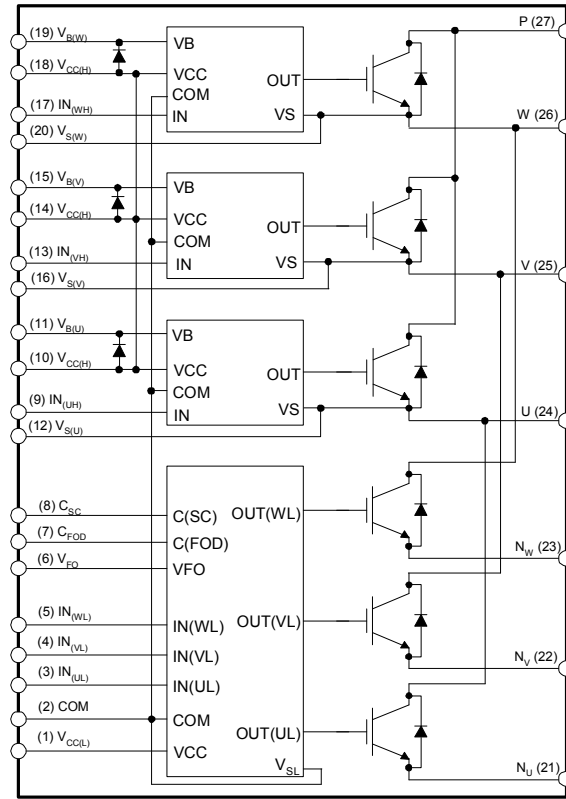 (19) VB(W)
(18) VCC(H)
(17) IN(WH)
(20) VS(W)
VB
VCC
COM
IN
OUT
VS
P (27)
W (26)
(15) VB(V)
(14) VCC(H)
(13) IN(VH)
(16) VS(V)
VB
VCC
COM
IN
OUT
VS
V (25)
(11) VB(U)
(10) VCC(H)
(9) IN(UH)
(12) VS(U)
VB
VCC
COM
IN
OUT
VS
U (24)
(8) CSC
(7) CFOD
(6) VFO
(5) IN(WL)
(4) IN(VL)
(3) IN(UL)
(2) COM
(1) VCC(L)
C(SC)
C(FOD)
VFO
IN(WL)
IN(VL)
IN(UL)
COM
VCC
OUT(WL)
OUT(VL)
OUT(UL)
VSL
NW (23)
NV (22)
NU (21)